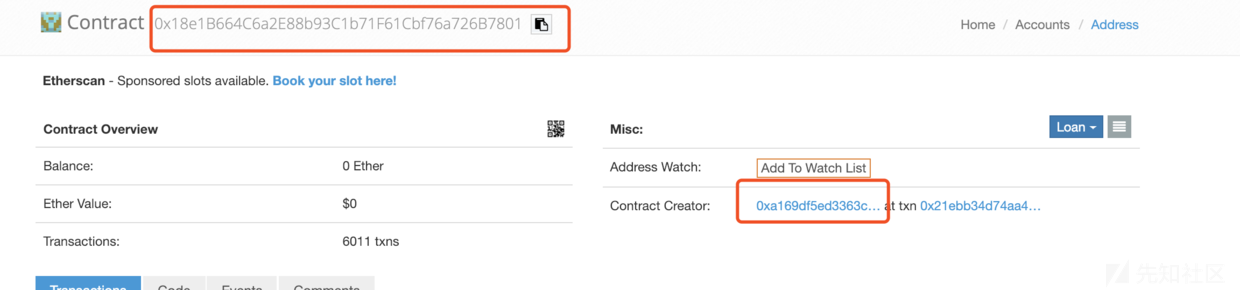 Contract 0x18e1B664C6a2E88b93C1b71F61Cbf76a726B7801
Home / Accounts / Address
Etherscan - Sponsored slots available. Book your slot here!
Contract Overview
Balance: 0 Ether
Ether Value: $0
Transactions: 6011 txns
Misc:
Loan
Address Watch: Add To Watch List
Contract Creator: 0xa169df5ed3363c... at txn 0x21ebb34d74aa4...
Transactions Code Events Comments
先知社区